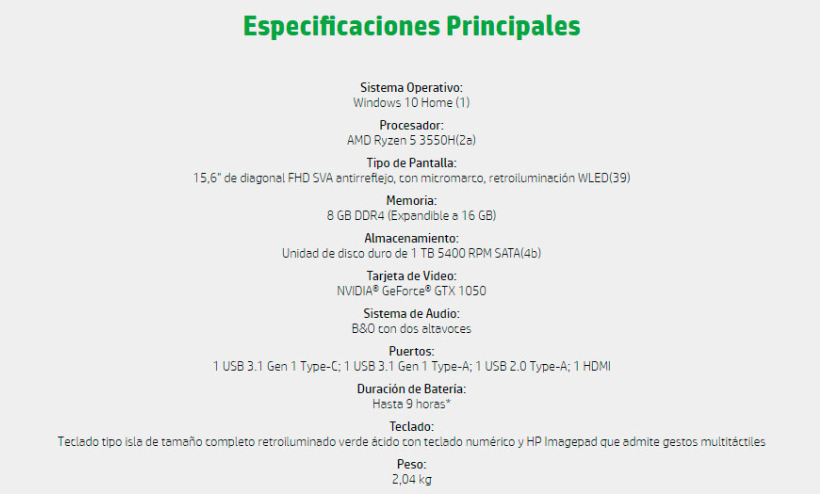 Especificaciones Principales
Sistema Operativo:
Windows 10 Home (1)
Procesador:
AMD Ryzen 5 3550H(2a)
Tipo de Pantalla:
15,6" de diagonal FHD SVA antirreflejo, con micromarco, retroiluminación WLED(39)
Memoria:
8 GB DDR4 (Expandible a 16 GB)
Almacenamiento:
Unidad de disco duro de 1 TB 5400 RPM SATA(4b)
Tarjeta de Video:
NVIDIA® GeForce® GTX 1050
Sistema de Audio:
B&O con dos altavoces
Puertos:
1 USB 3.1 Gen 1 Type-C; 1 USB 3.1 Gen 1 Type-A; 1 USB 2.0 Type-A; 1 HDMI
Duración de Batería:
Hasta 9 horas*
Teclado:
Teclado tipo isla de tamaño completo retroiluminado verde ácido con teclado numérico y HP Imagepad que admite gestos multitáctiles
Peso:
2,04 kg